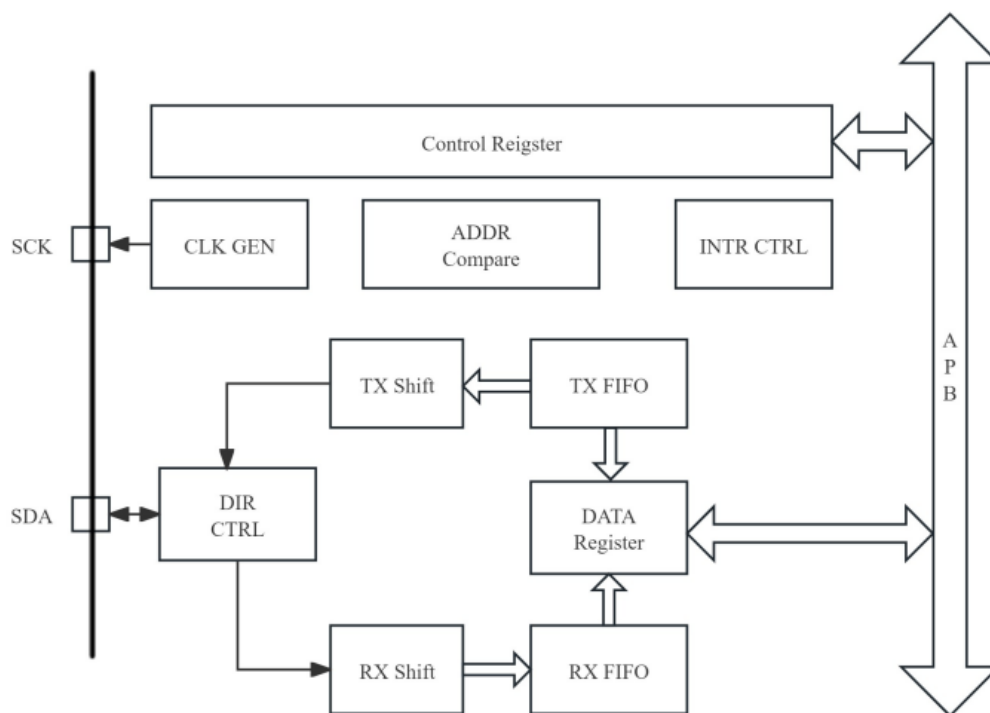 Control Reigster
SCK
CLK GEN
ADDR
Compare
INTR CTRL
A
P
B
TX Shift
TX FIFO
SDA
DIR
CTRL
DATA
Register
RX Shift
RX FIFO